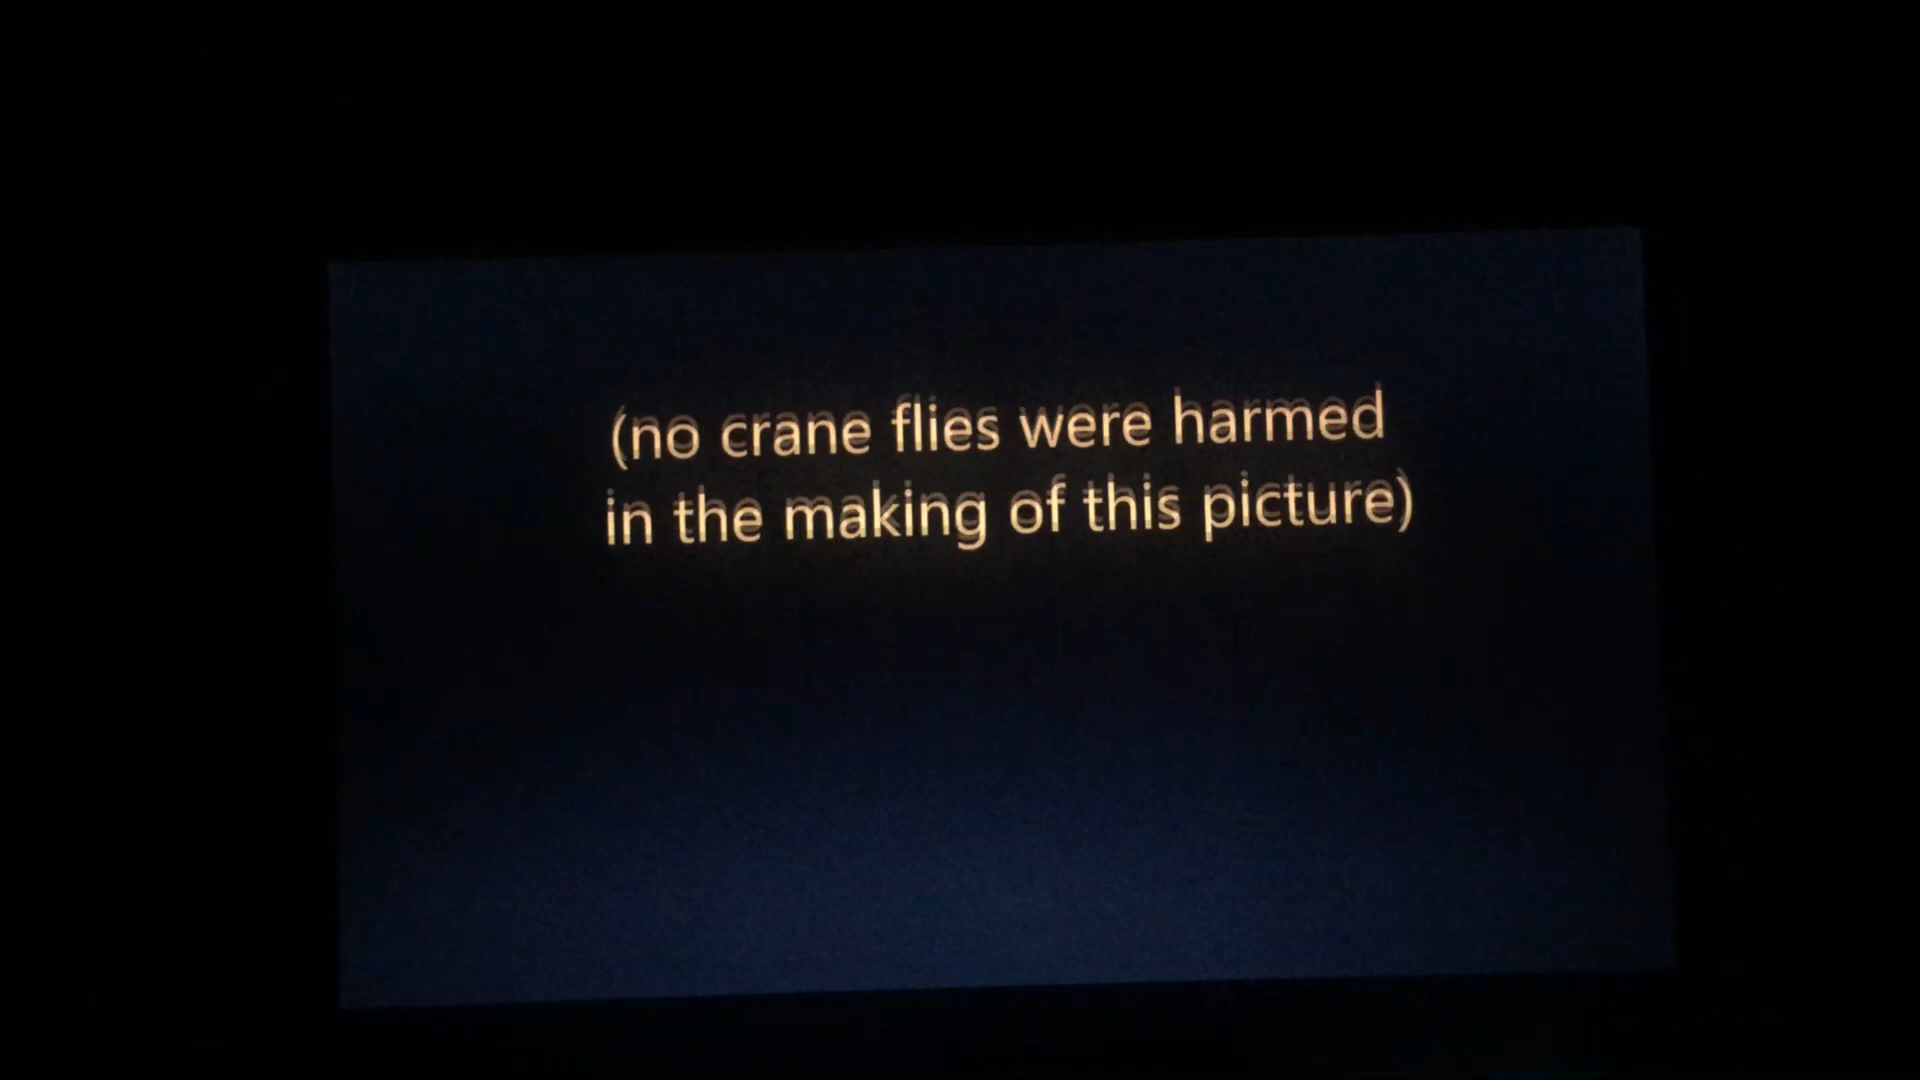 (no crane flies were harmed
in the making of this picture)